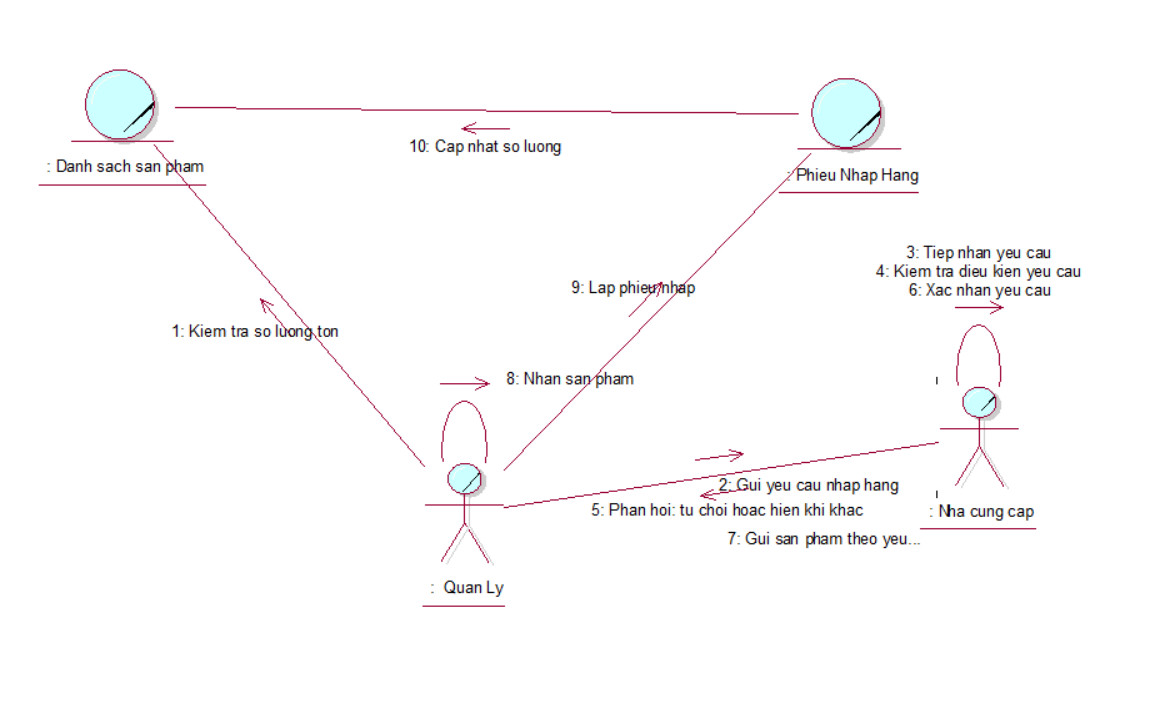 10: Cap nhat so luong
: Danh sach san pham
: Phieu Nhap Hang
3: Tiep nhan yeu cau
4: Kiem tra dieu kien yeu cau
6: Xac nhan yeu cau
9: Lap phieu nhap
1: Kiem tra so luong ton
8: Nhan san pham
2: Gui yeu cau nhap hang
5: Phan hoi: tu choi hoac hien khi khac
: Nha cung cap
7: Gui san pham theo yeu...
: Quan Ly